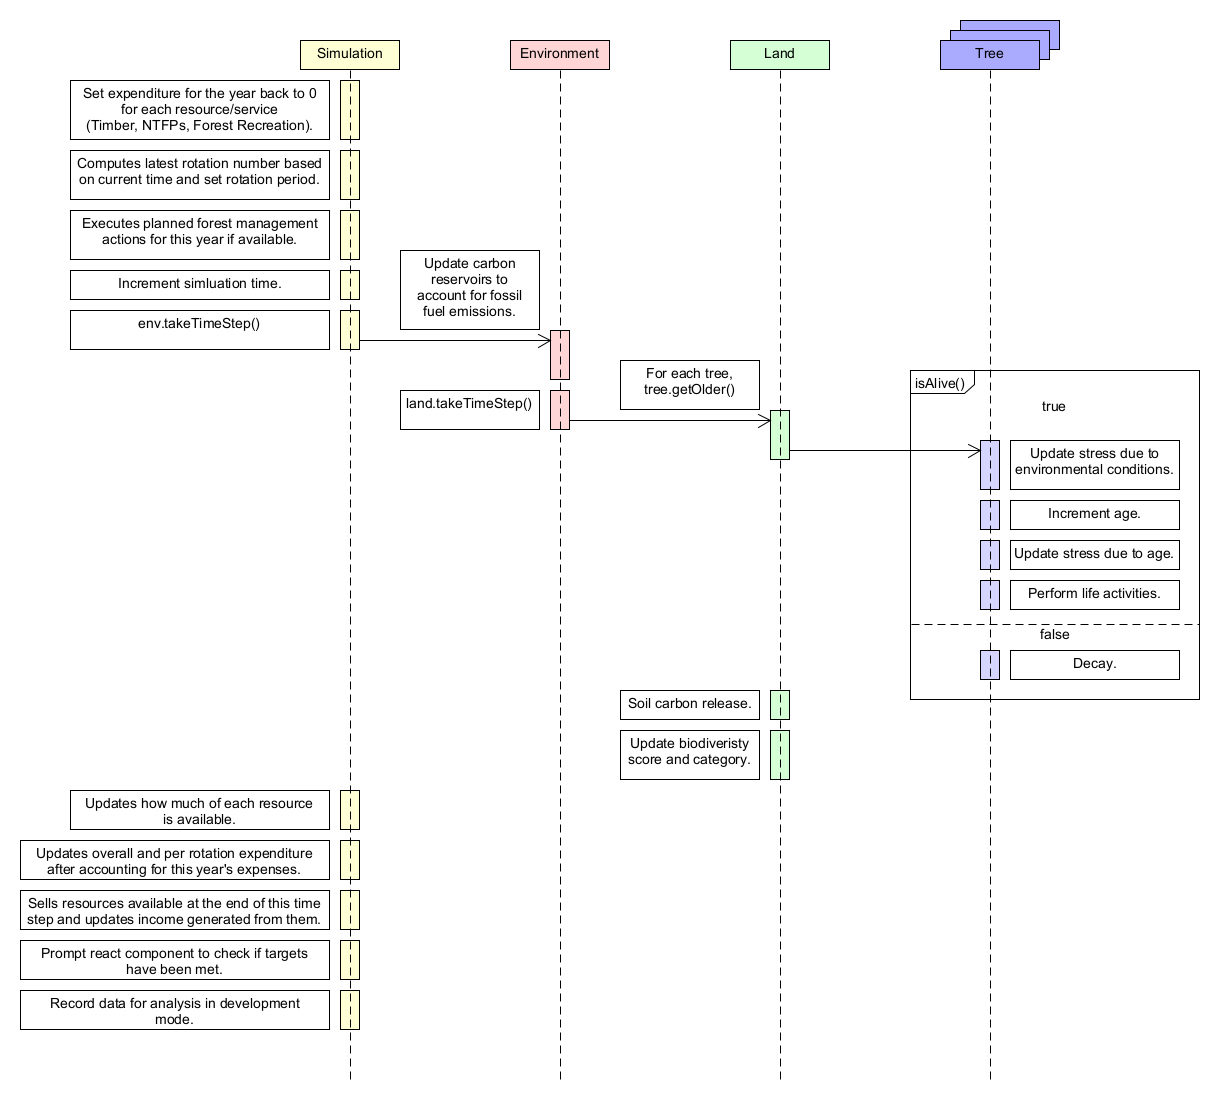 Simulation
Environment
Land
Tree
Set expenditure for the year back to 0
for each resource/service
(Timber, NTFPs, Forest Recreation).
Computes latest rotation number based
on current time and set rotation period.
Executes planned forest management
actions for this year if available.
Increment simluation time.
env.takeTimeStep()
Update carbon
reservoirs to
account for fossil
fuel emissions.
land.takeTimeStep()
For each tree,
tree.getOlder()
isAlive()
true
Update stress due to
environmental conditions.
Increment age.
Update stress due to age.
Perform life activities.
false
Decay.
Soil carbon release.
Update biodiveristy
score and category.
Updates how much of each resource
is available.
Updates overall and per rotation expenditure
after accounting for this year's expenses.
Sells resources available at the end of this time
step and updates income generated from them.
Prompt react component to check if targets
have been met.
Record data for analysis in development
mode.